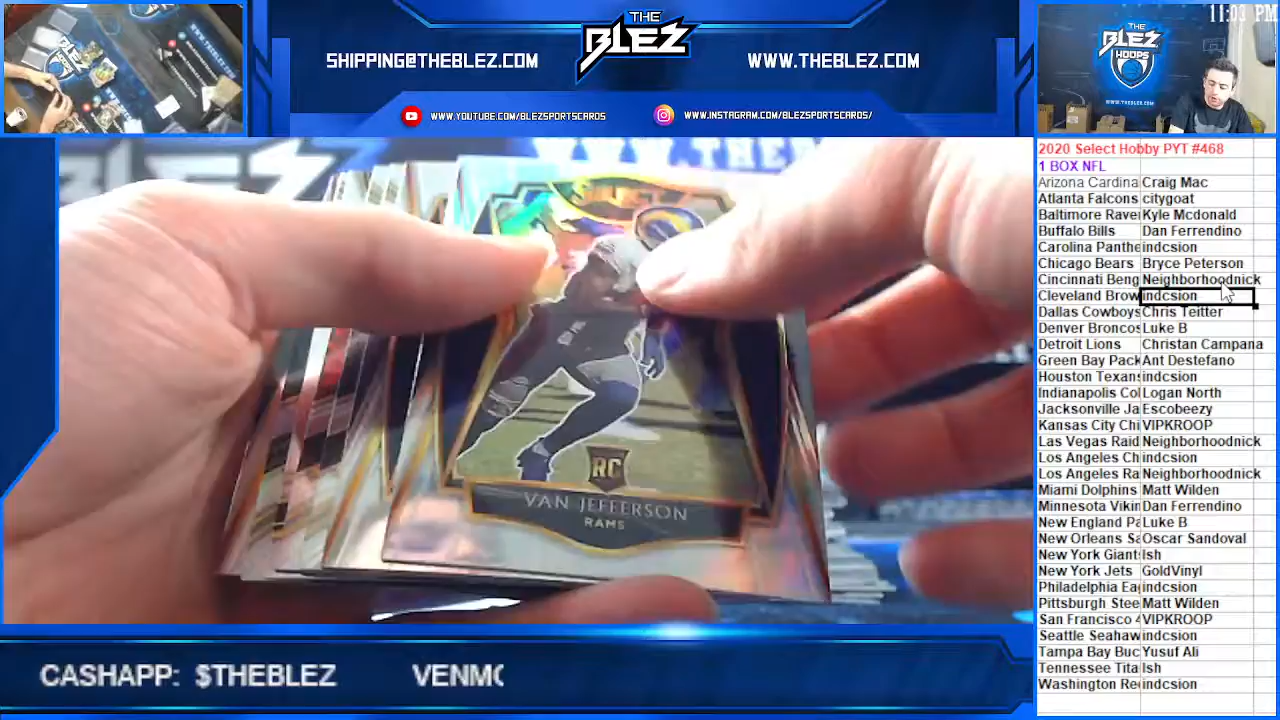 11:03 PM
THE
BLEZ
SHIPPING@THEBLEZ.COM
WWW.THEBLEZ.COM
WWW.YOUTUBE.COM/BLEZSPORTSCARDS
WWW.INSTAGRAM.COM/BLEZSPORTSCARDS/
THE
BLEZ
HOOPS
WWW.THEBLEZ.COM
2020 Select Hobby PYT #468
1 BOX NFL
Arizona Cardina Craig Mac
Atlanta Falcons citygoat
Baltimore Rave Kyle Mcdonald
Buffalo Bills Dan Ferrendino
Carolina Panthe indcsion
Chicago Bears Bryce Peterson
Cincinnati Beng Neighborhoodnick
Cleveland Brow indcsion
Dallas Cowboys Chris Teitter
Denver Broncos Luke B
Detroit Lions Christan Campana
Green Bay Pack Ant Destefano
Houston Texans indcsion
Indianapolis Co Logan North
Jacksonville Ja Escobeezy
Kansas City Chi VIPKROOP
Las Vegas Raid Neighborhoodnick
Los Angeles Ch indcsion
Los Angeles Ra Neighborhoodnick
Miami Dolphins Matt Wilden
Minnesota Vikin Dan Ferrendino
New England Pa Luke B
New Orleans Sa Oscar Sandoval
New York Giants Ish
New York Jets GoldVinyl
Philadelphia Ea indcsion
Pittsburgh Stee Matt Wilden
San Francisco 4 VIPKROOP
Seattle Seahaw indcsion
Tampa Bay Buc Yusuf Ali
Tennessee Tita Ish
Washington Re indcsion
RC
VAN JEFFERSON
RAMS
CASHAPP: $THEBLEZ
VENMO